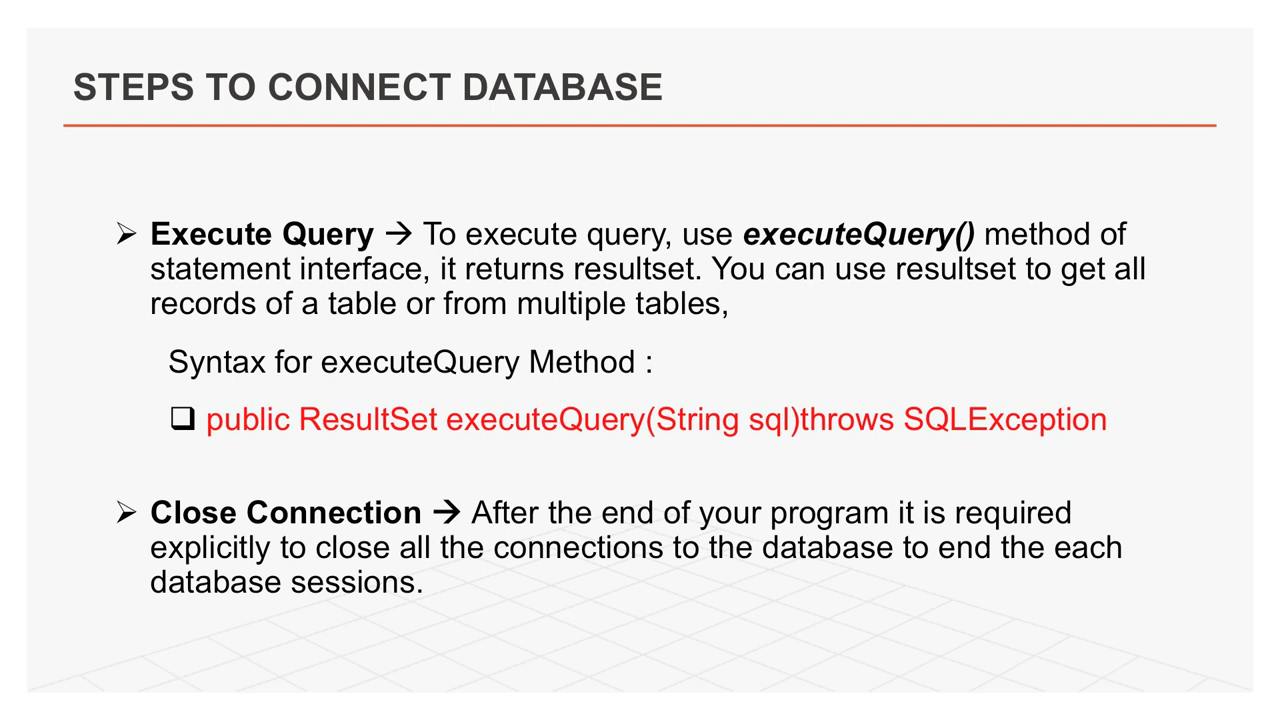 STEPS TO CONNECT DATABASE
➢ Execute Query → To execute query, use executeQuery() method of
statement interface, it returns resultset. You can use resultset to get all
records of a table or from multiple tables,
Syntax for executeQuery Method :
❑ public ResultSet executeQuery(String sql)throws SQLException
➢ Close Connection → After the end of your program it is required
explicitly to close all the connections to the database to end the each
database sessions.